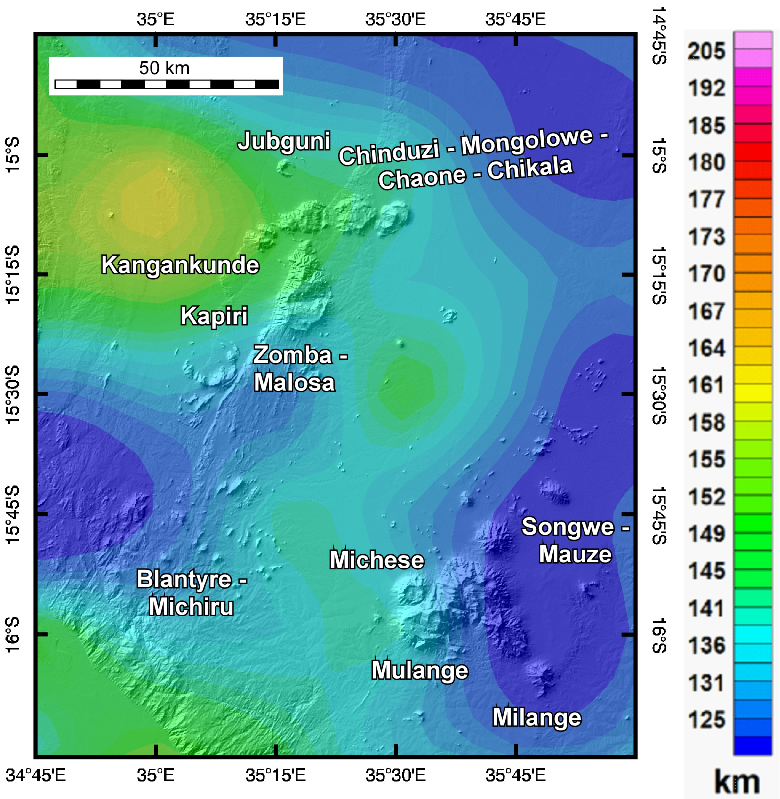 35°E 35°15'E 35°30'E 35°45'E
14°45'S
50 km
205
192
185
180
177
173
170
167
164
161
158
155
152
149
145
141
136
131
125
km
Jubguni
Chinduzi - Mongolowe -
Chaone - Chikala
15°S 15°S
Kangankunde
15°15'S 15°15'S
Kapiri
Zomba -
Malosa
15°30'S 15°30'S
15°45'S 15°45'S
Songwe -
Mauze
Michese
Blantyre -
Michiru
16°S 16°S
Mulange
Milange
34°45'E 35°E 35°15'E 35°30'E 35°45'E